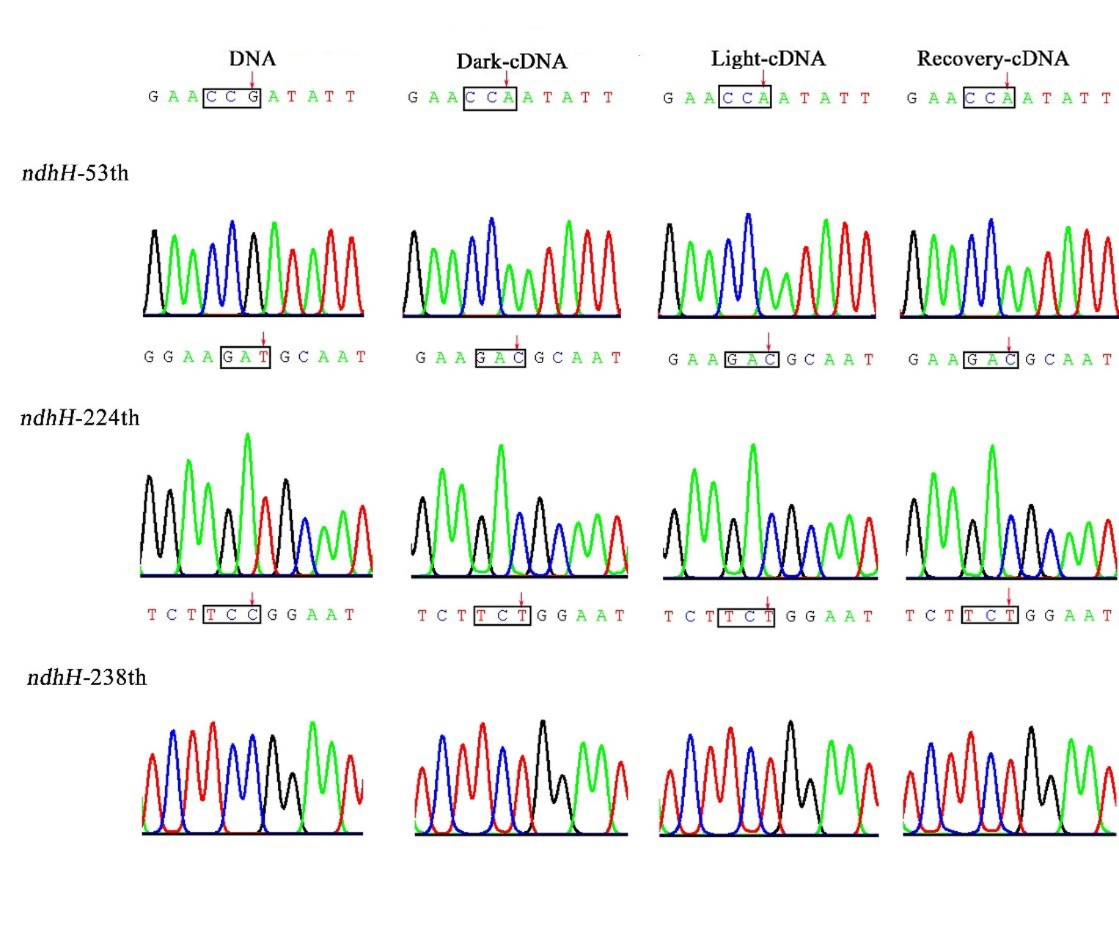 DNA Dark-cDNA Light-cDNA Recovery-cDNA
G A A C C G A T A T T G A A C C A A T A T T G A A C C A A T A T T G A A C C A A T A T T
ndhH-53th
G G A A G A T G C A A T G A A G A C G C A A T G A A G A C G C A A T G A A G A C G C A A T
ndhH-224th
T C T T C C G G A A T T C T T C T G G A A T T C T T C T G G A A T T C T T C T G G A A T
ndhH-238th